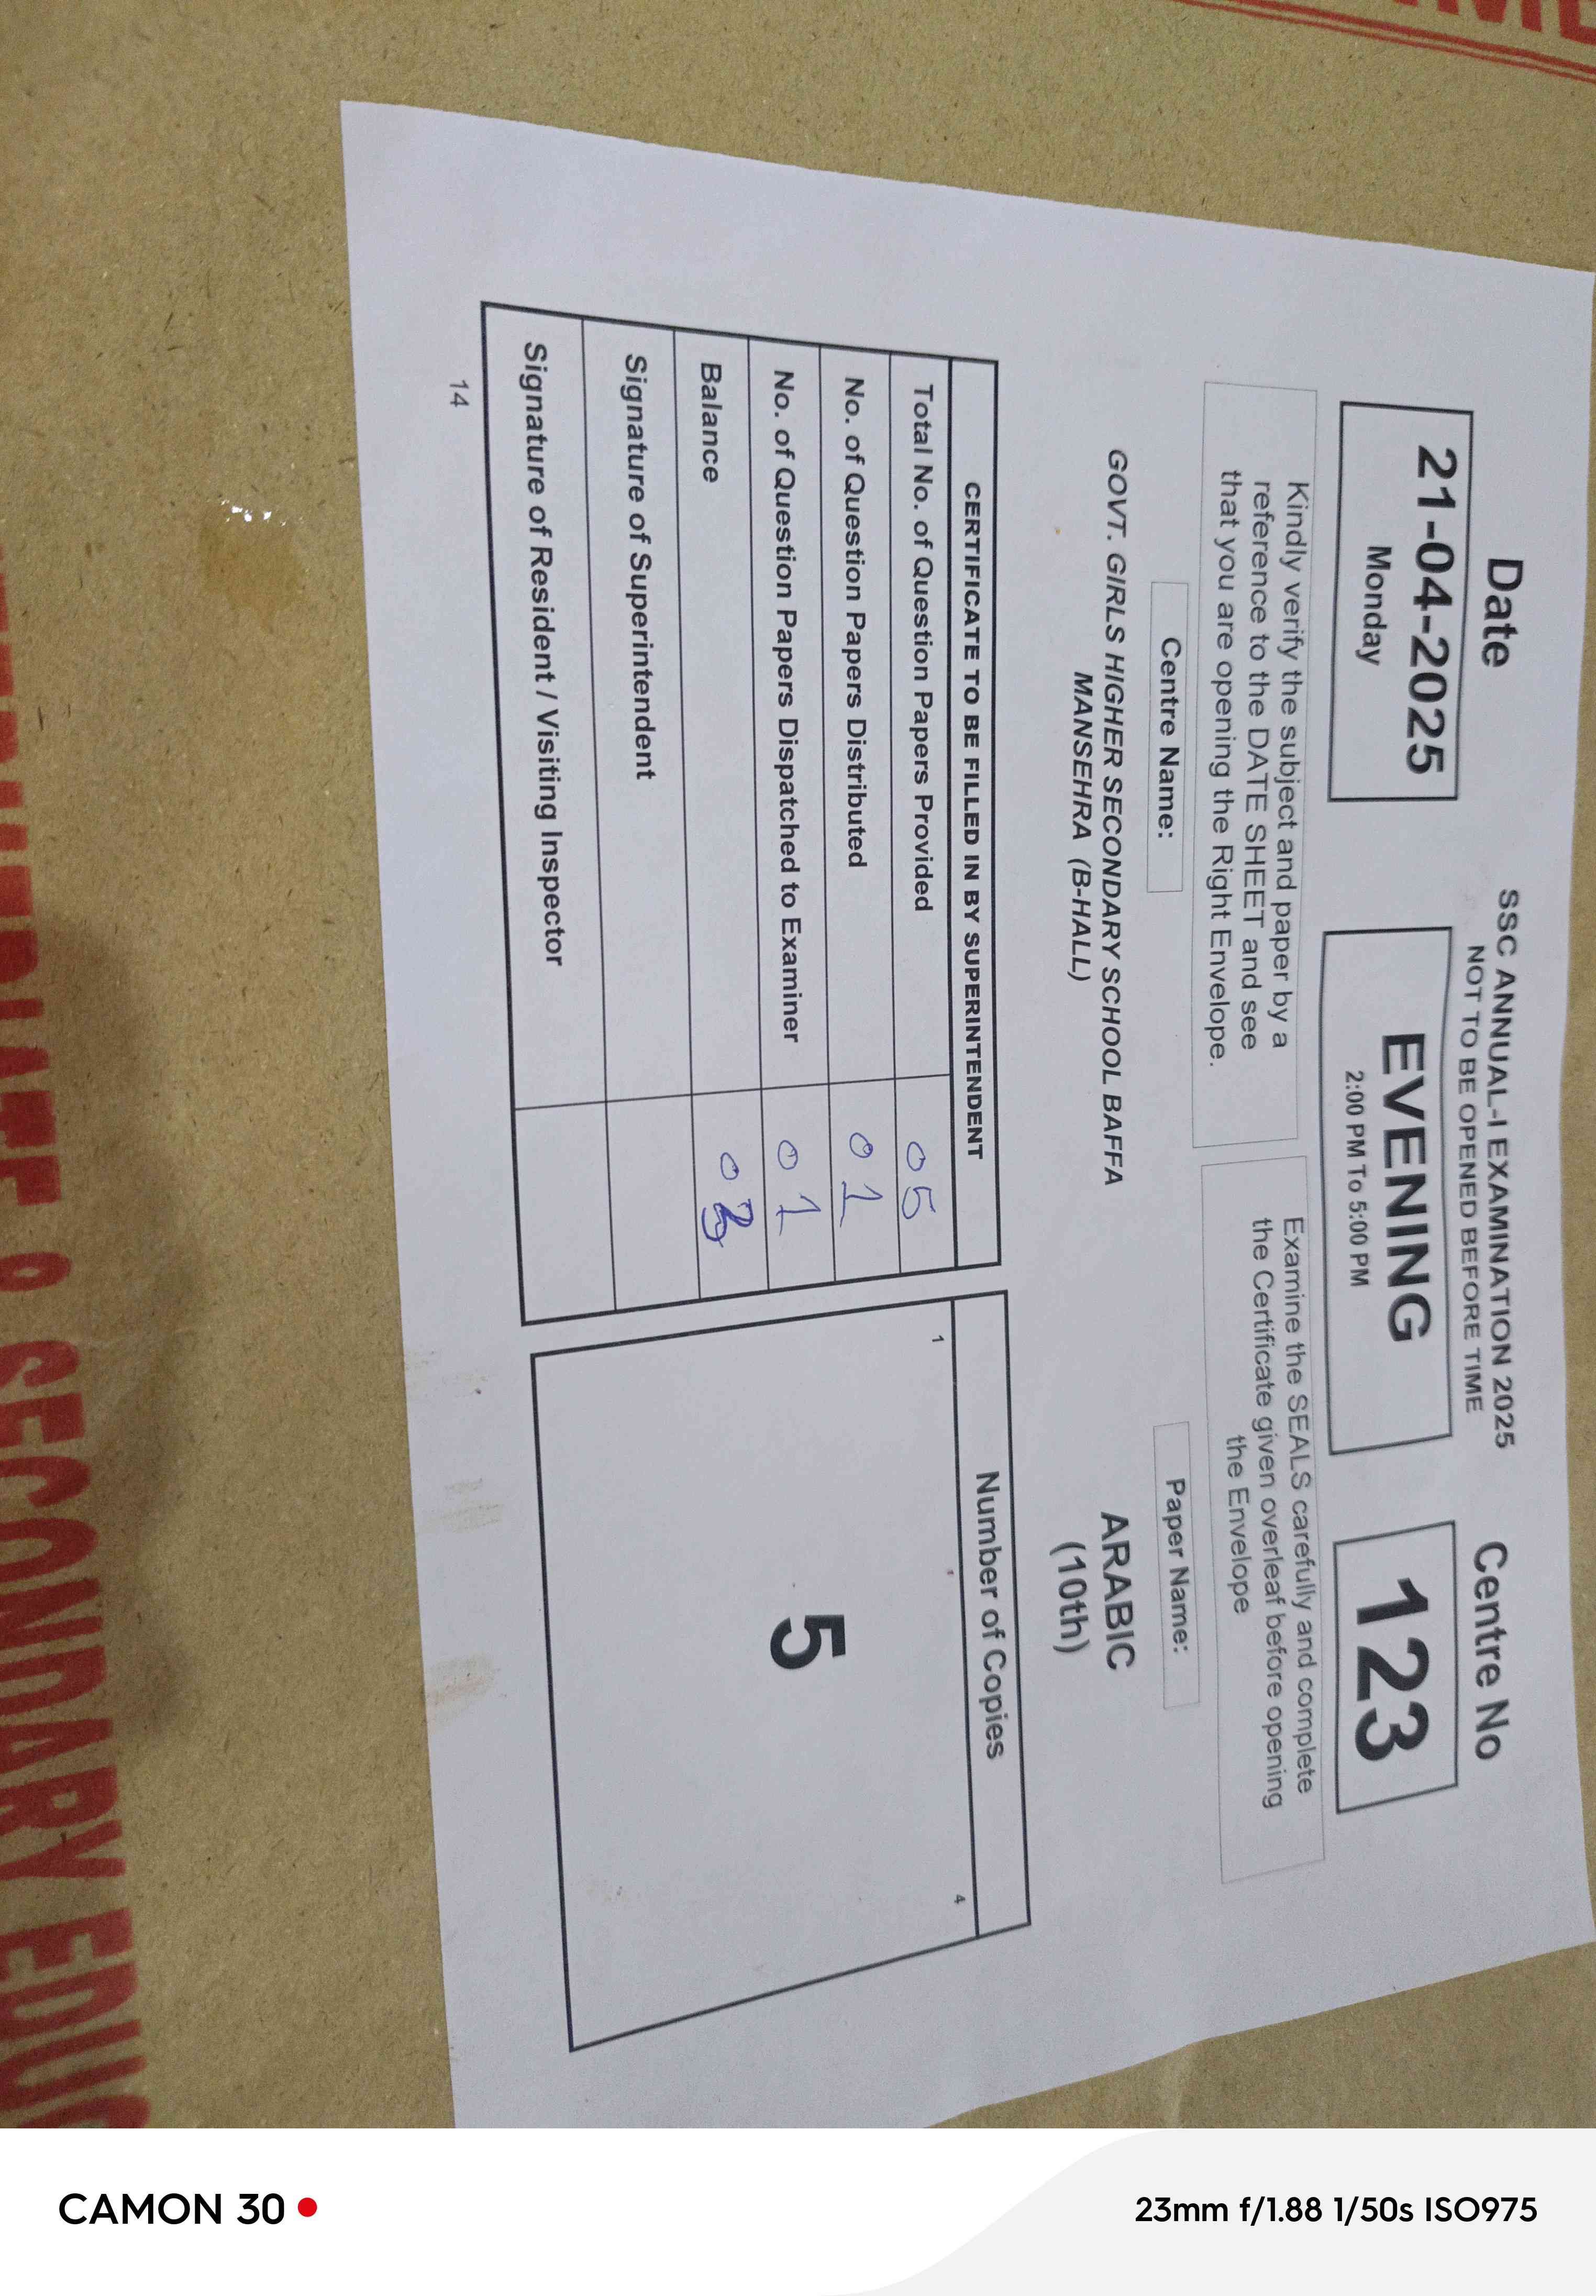 Date
SSC ANNUAL-I EXAMINATION 2025
NOT TO BE OPENED BEFORE TIME
Centre No
21-04-2025
Monday
EVENING
2:00 PM To 5:00 PM
123
Kindly verify the subject and paper by a
reference to the DATE SHEET and see
that you are opening the Right Envelope.
Examine the SEALS carefully and complete
the Certificate given overleaf before opening
the Envelope
Centre Name:
Paper Name:
GOVT. GIRLS HIGHER SECONDARY SCHOOL BAFFA
MANSEHRA (B-HALL)
ARABIC
(10th)
CERTIFICATE TO BE FILLED IN BY SUPERINTENDENT
Total No. of Question Papers Provided 05
No. of Question Papers Distributed 01
No. of Question Papers Dispatched to Examiner 01
Balance 03
Signature of Superintendent
Signature of Resident / Visiting Inspector
Number of Copies
1 4
5
14
& SECONDARY
CAMON 30
23mm f/1.88 1/50s ISO975